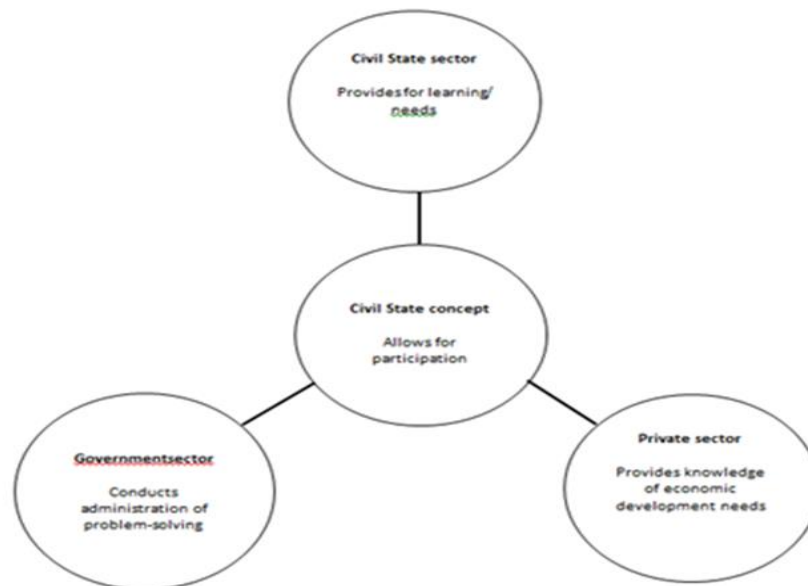 Civil State sector
Provides for learning/
needs
Civil State concept
Allows for
participation
Governmentsector
Conducts
administration of
problem-solving
Private sector
Provides knowledge
of economic
development needs